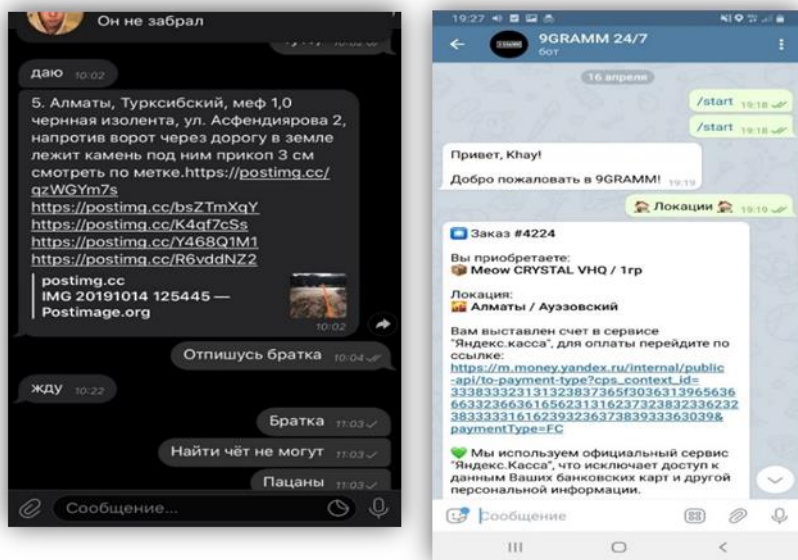 Он не забрал
10:02
даю 10:02
5. Алматы, Турксибский, меф 1,0
чернная изолента, ул. Асфендиярова 2,
напротив ворот через дорогу в земле
лежит камень под ним прикоп 3 см
смотреть по метке.https://postimg.cc/
qzWGYm7s
https://postimg.cc/bsZTmXqY
https://postimg.cc/K4qf7cSs
https://postimg.cc/Y468Q1M1
https://postimg.cc/R6vddNZ2
postimg.cc
IMG 20191014 125445 —
Postimage.org
10:02
Отпишусь братка 10:04
жду 10:22
Братка 11:03
Найти чёт не могут 11:03
Пацаны 11:03
Сообщение...
19:27
9GRAMM 24/7
бот
16 апреля
/start 19:18
/start 19:18
Привет, Khay!
Добро пожаловать в 9GRAMM! 19:19
Локации 19:19
Заказ #4224
Вы приобретаете:
Meow CRYSTAL VHQ / 1гр
Локация:
Алматы / Ауэзовский
Вам выставлен счет в сервисе
"Яндекс.касса", для оплаты перейдите по
ссылке:
https://m.money.yandex.ru/internal/public
-api/to-payment-type?cps_context_id=
paymentType=FC
Мы используем официальный сервис
"Яндекс.Касса", что исключает доступ к
данным Ваших банковских карт и другой
персональной информации.
Сообщение